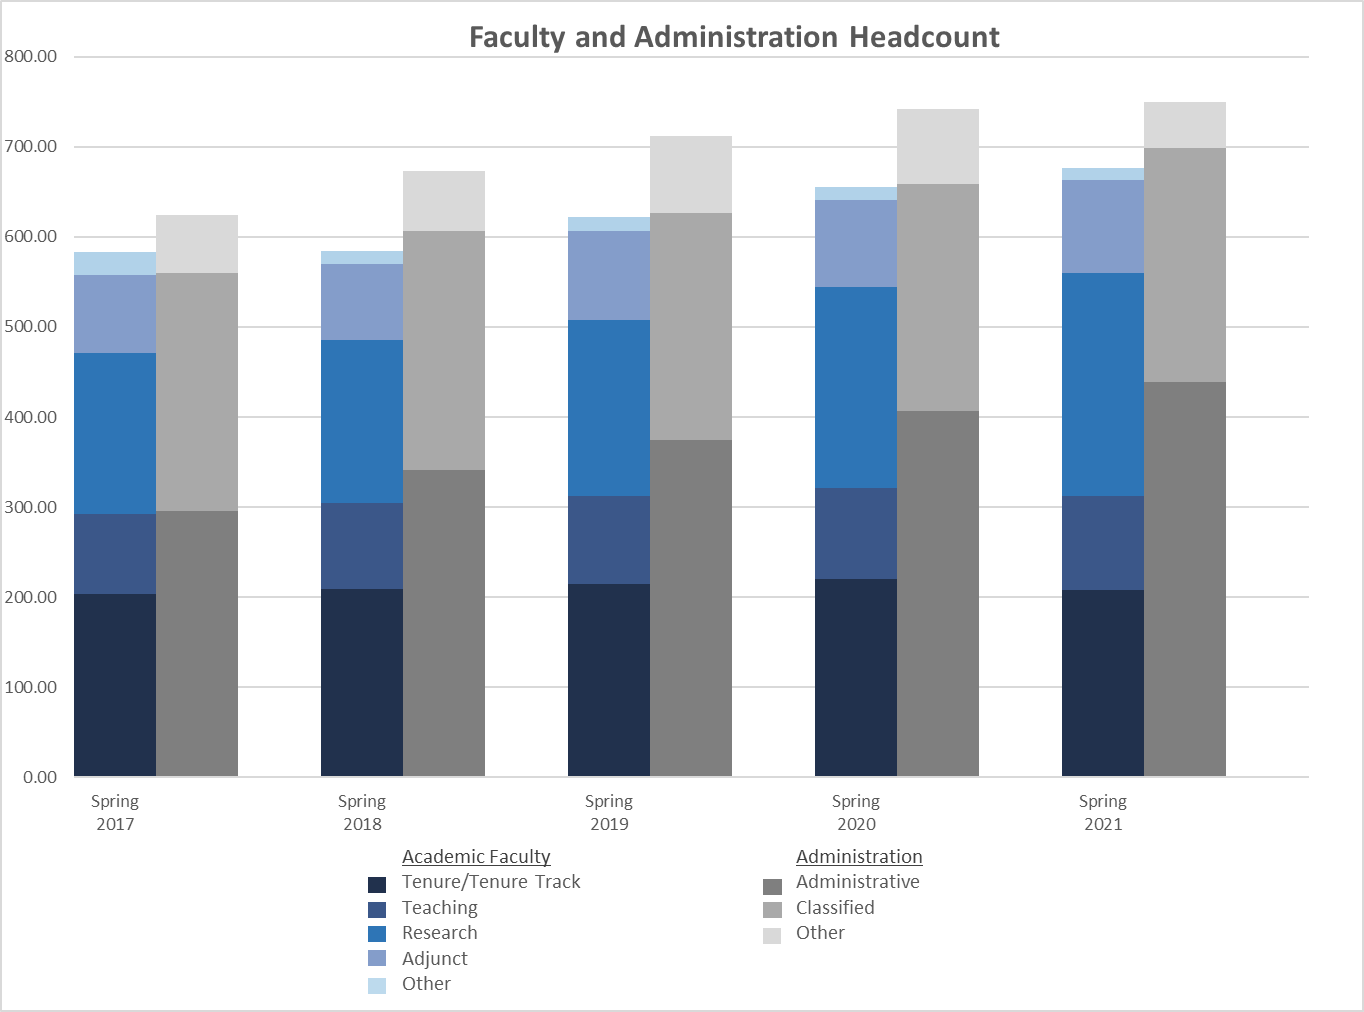 Faculty and Administration Headcount
800.00
700.00
600.00
500.00
400.00
300.00
200.00
100.00
0.00
Spring
2017
Spring
2018
Spring
2019
Spring
2020
Spring
2021
Academic Faculty
Tenure/Tenure Track
Teaching
Research
Adjunct
Other
Administration
Administrative
Classified
Other